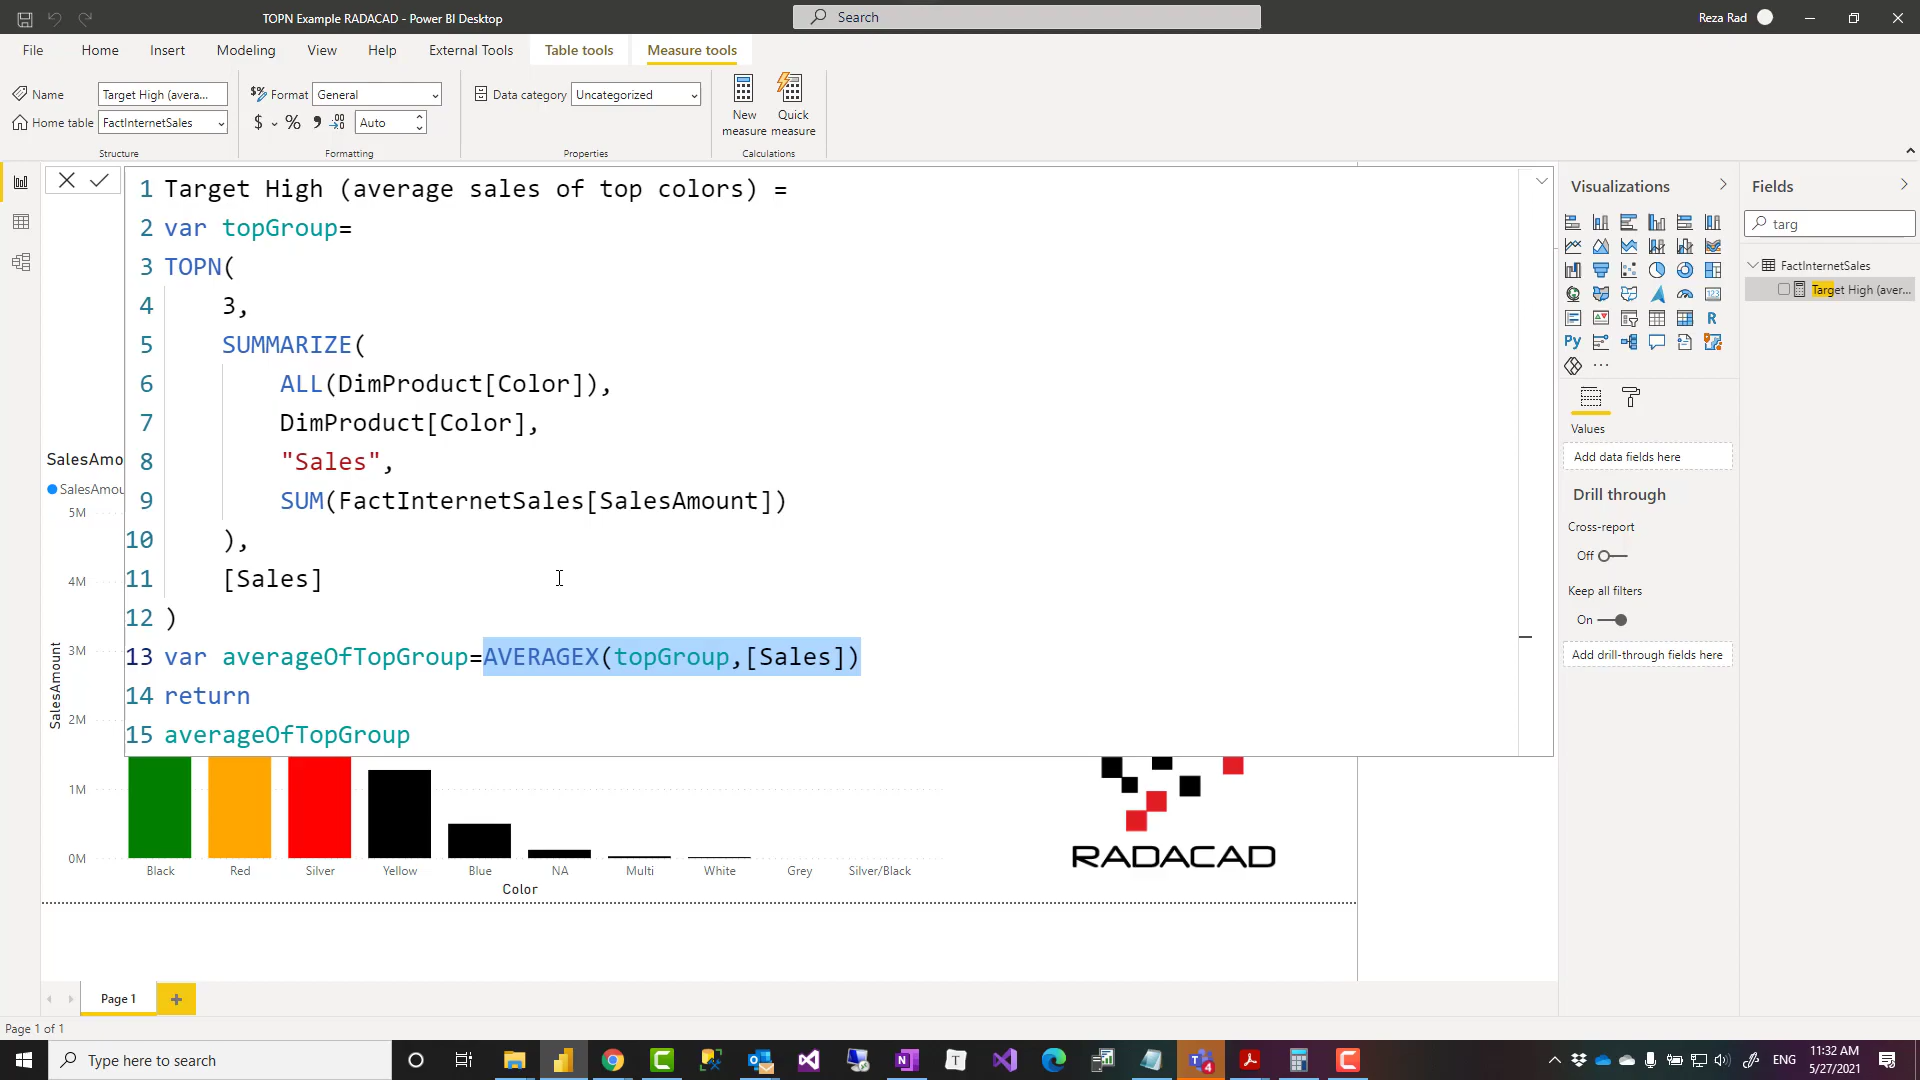 TOPN Example RADACAD - Power BI Desktop
Search
Reza Rad
File Home Insert Modeling View Help External Tools Table tools Measure tools
Name Target High (avera...
Home table FactInternetSales
Structure
Format General
$ % 9 Auto
Formatting
Data category Uncategorized
Properties
New measure
Quick measure
Calculations
1 Target High (average sales of top colors) =
2 var topGroup=
3 TOPN(
4 3,
5 SUMMARIZE(
6 ALL(DimProduct[Color]),
7 DimProduct[Color],
8 "Sales",
9 SUM(FactInternetSales[SalesAmount])
10 ),
11 [Sales]
12 )
13 var averageOfTopGroup=AVERAGEX(topGroup,[Sales])
14 return
15 averageOfTopGroup
SalesAmo
SalesAmou
5M
4M
3M
2M
1M
0M
SalesAmount
Black Red Silver Yellow Blue NA Multi White Grey Silver/Black
Color
RADACAD
Visualizations
R
Py
123
...
Values
Add data fields here
Drill through
Cross-report
Off
Keep all filters
On
Add drill-through fields here
Fields
targ
FactInternetSales
Target High (aver...
Page 1
+
Page 1 of 1
Type here to search
4
ENG
11:32 AM
5/27/2021